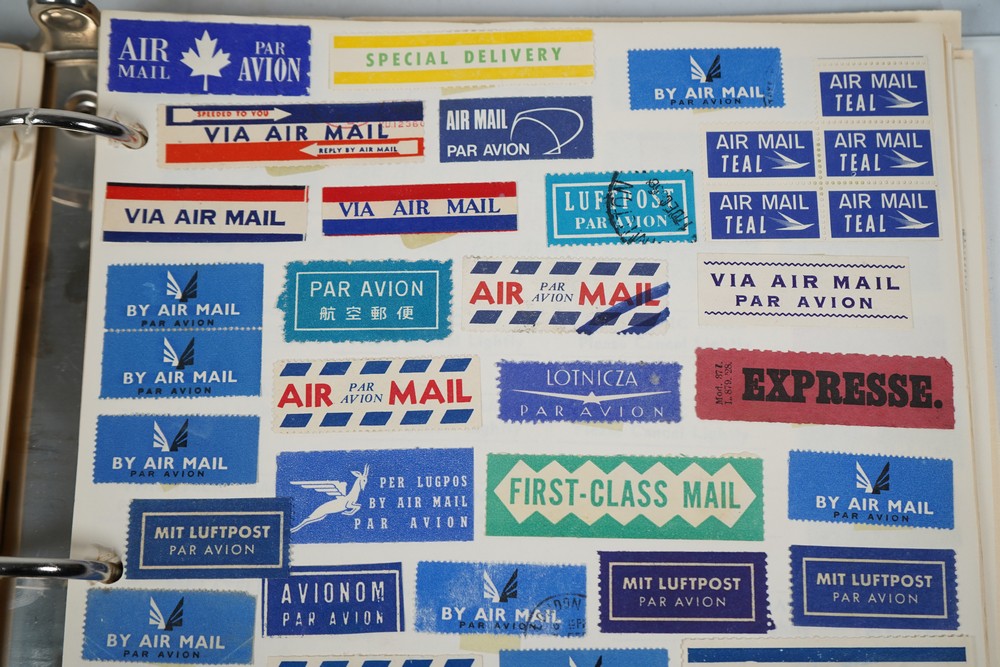 AIR PAR
MAIL AVION
SPECIAL DELIVERY
BY AIR MAIL
PAR AVION
AIR MAIL
TEAL
SPEEDED TO YOU
VIA AIR MAIL
REPLY BY AIR MAIL
AIR MAIL
PAR AVION
AIR MAIL
TEAL
AIR MAIL
TEAL
VIA AIR MAIL
VIA AIR MAIL
LUFTPOST
PAR AVION
AIR MAIL
TEAL
AIR MAIL
TEAL
BY AIR MAIL
PAR AVION
PAR AVION
航空郵便
AIR PAR AVION MAIL
VIA AIR MAIL
PAR AVION
BY AIR MAIL
PAR AVION
AIR PAR AVION MAIL
LOTNICZA
PAR AVION
Mod. 27 I.
EXPRESSE.
BY AIR MAIL
PAR AVION
PER LUGPOS
BY AIR MAIL
PAR AVION
FIRST-CLASS MAIL
BY AIR MAIL
PAR AVION
MIT LUFTPOST
PAR AVION
AVIONOM
PAR AVION
BY AIR MAIL
PAR AVION
MIT LUFTPOST
PAR AVION
MIT LUFTPOST
PAR AVION
BY AIR MAIL
PAR AVION